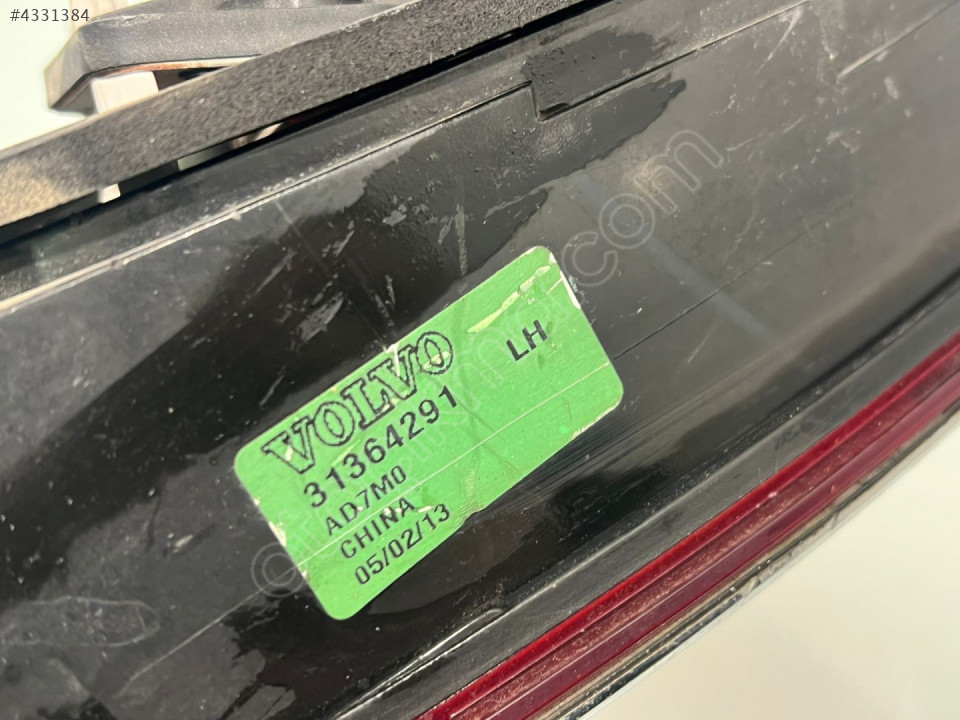 #4331384
VOLVO
31364291 LH
AD7M0
CHINA
05/02/13